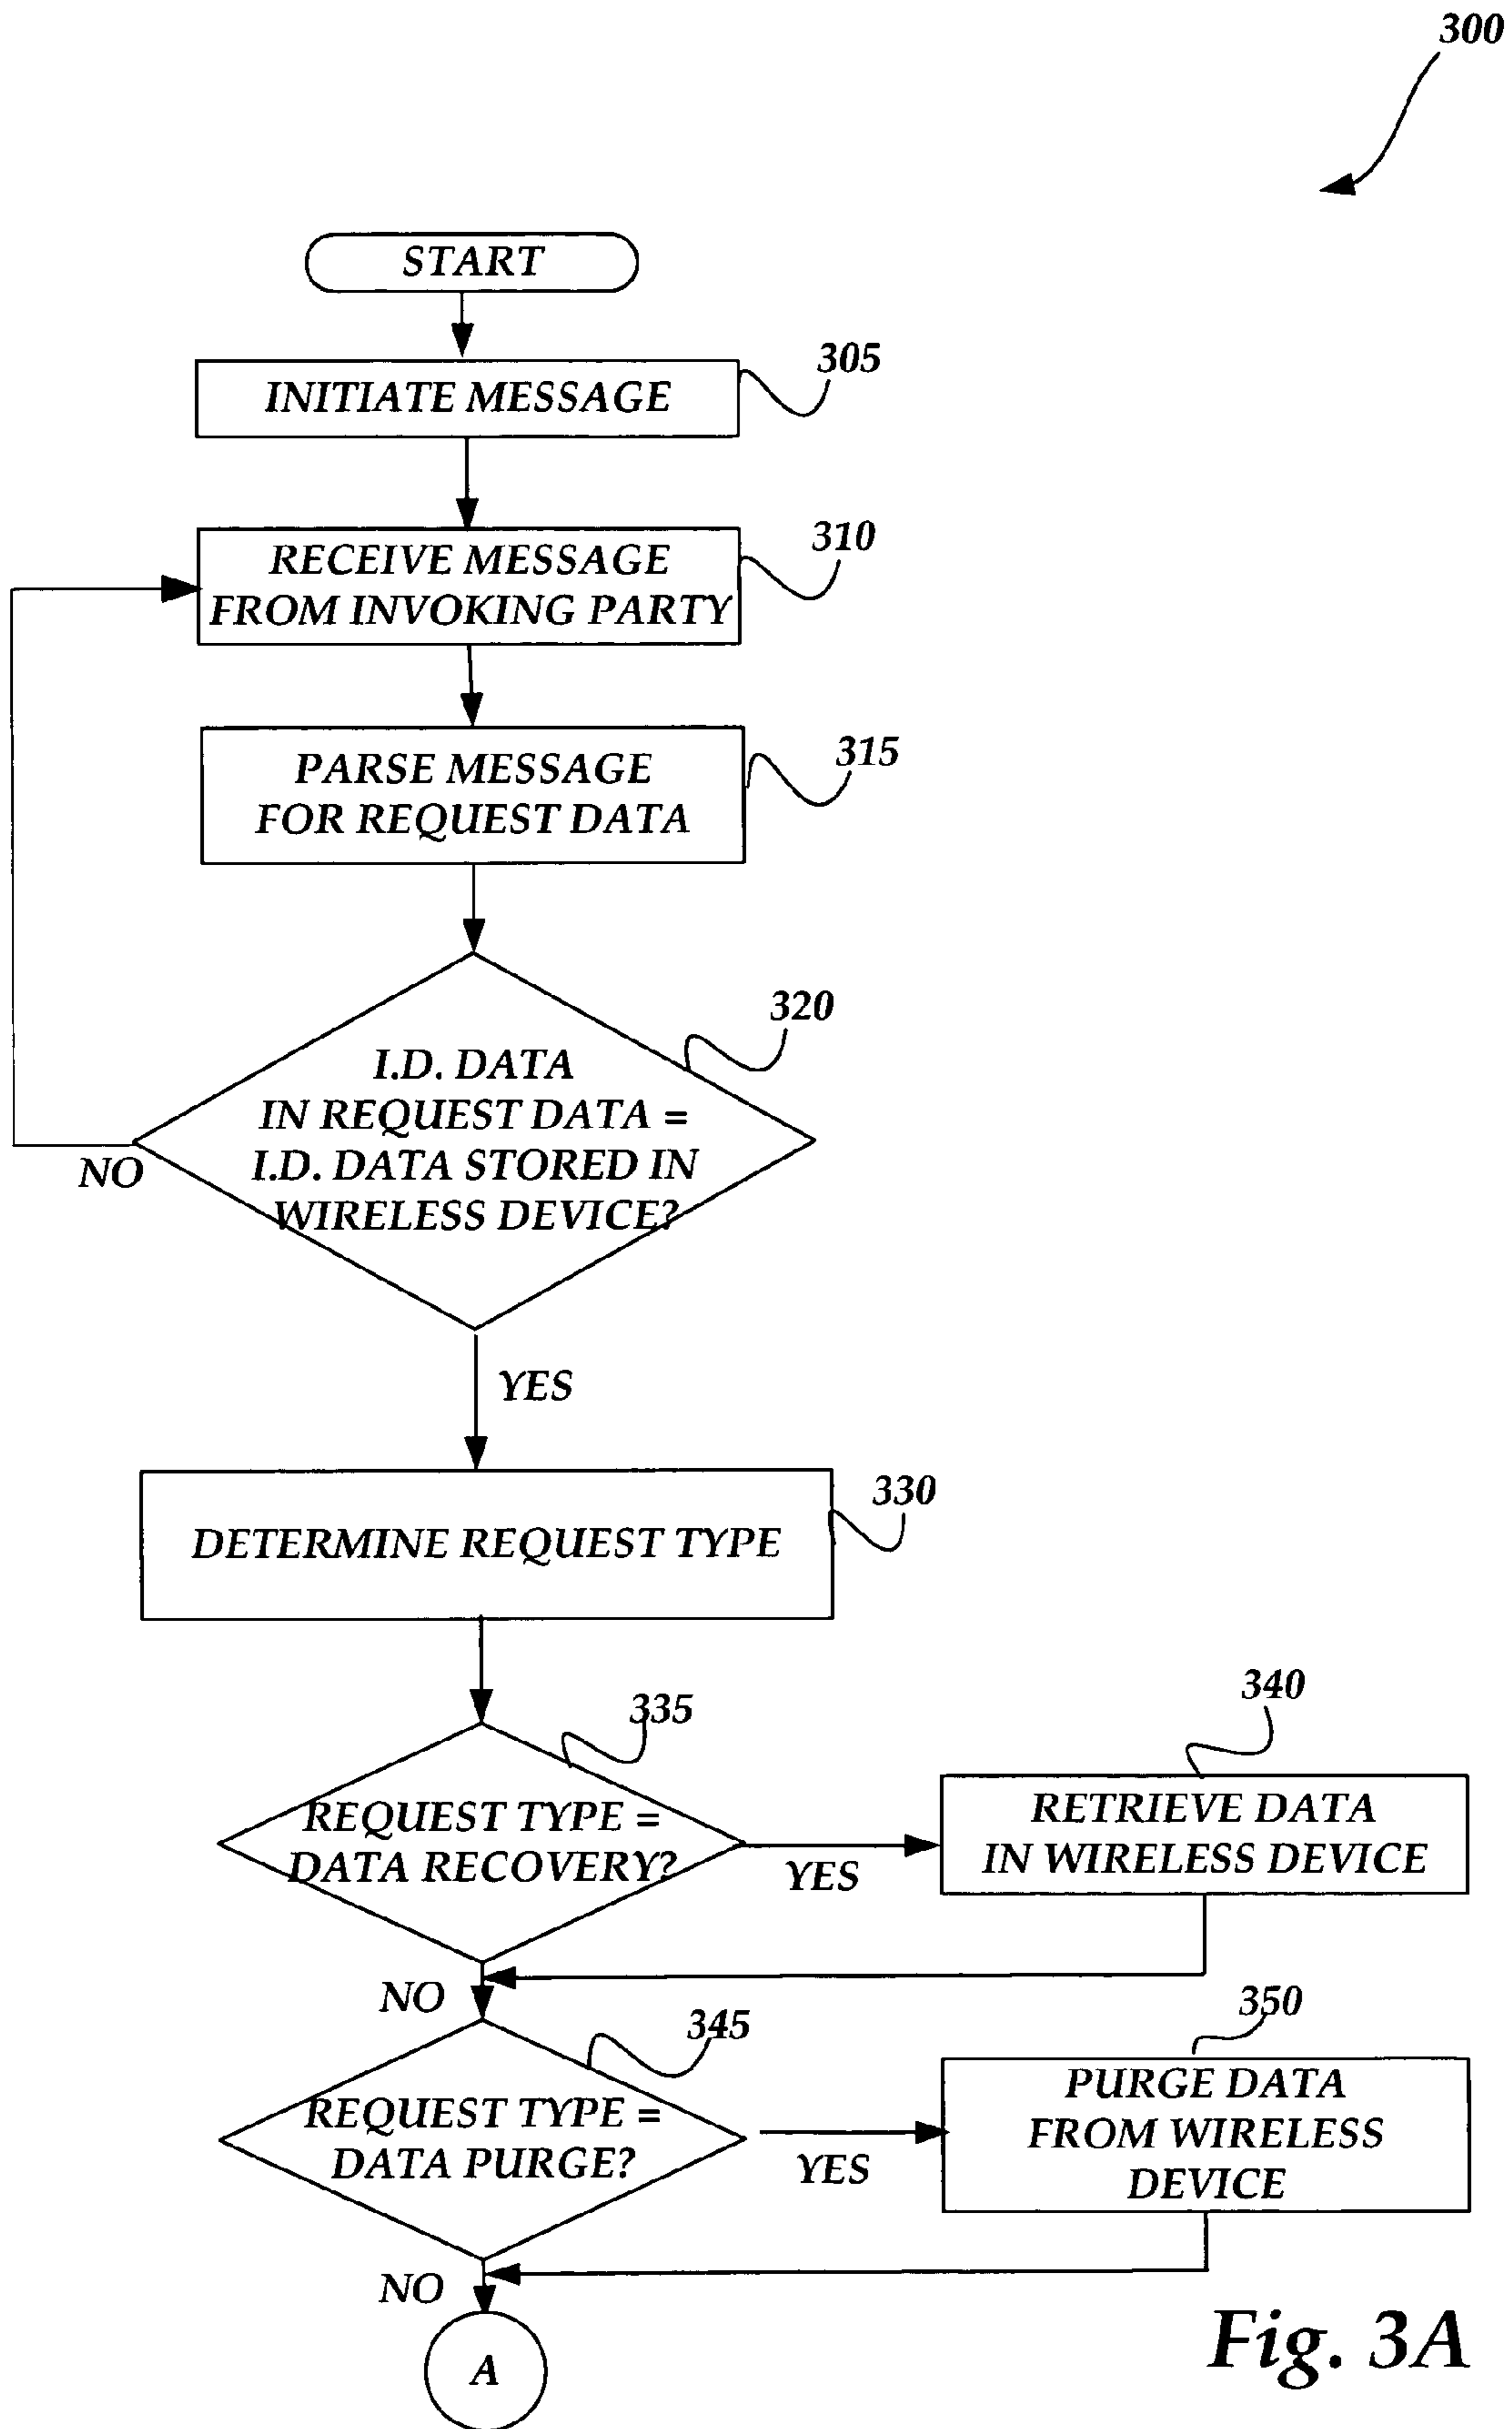 300
START
305
INITIATE MESSAGE
310
RECEIVE MESSAGE
FROM INVOKING PARTY
315
PARSE MESSAGE
FOR REQUEST DATA
320
I.D. DATA
IN REQUEST DATA =
I.D. DATA STORED IN
WIRELESS DEVICE?
NO
YES
330
DETERMINE REQUEST TYPE
335
REQUEST TYPE =
DATA RECOVERY?
YES
340
RETRIEVE DATA
IN WIRELESS DEVICE
NO
345
REQUEST TYPE =
DATA PURGE?
YES
350
PURGE DATA
FROM WIRELESS
DEVICE
NO
A
Fig. 3A